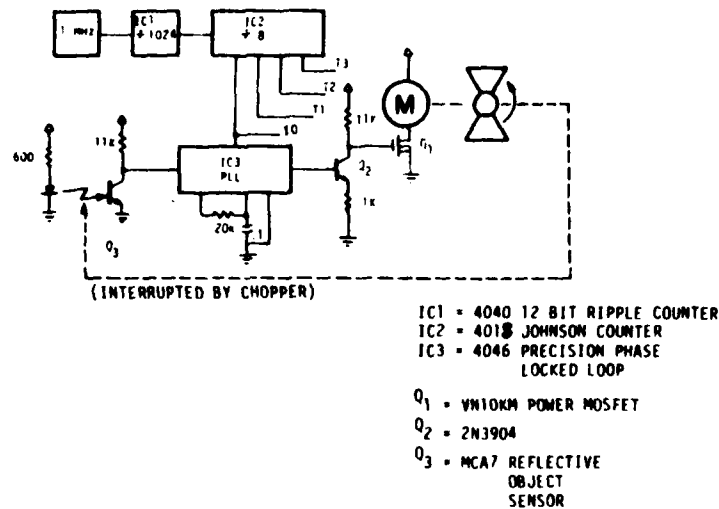 1 MHz
IC1
÷ 1024
IC2
÷ 8
T3
T2
T1
T0
600
11K
IC3
PLL
20K
.1
11K
Q2
1K
M
Q1
Q3
(INTERRUPTED BY CHOPPER)
IC1 = 4040 12 BIT RIPPLE COUNTER
IC2 = 4018 JOHNSON COUNTER
IC3 = 4046 PRECISION PHASE
LOCKED LOOP
Q1 = VN10KM POWER MOSFET
Q2 = 2N3904
Q3 = MCA7 REFLECTIVE
OBJECT
SENSOR